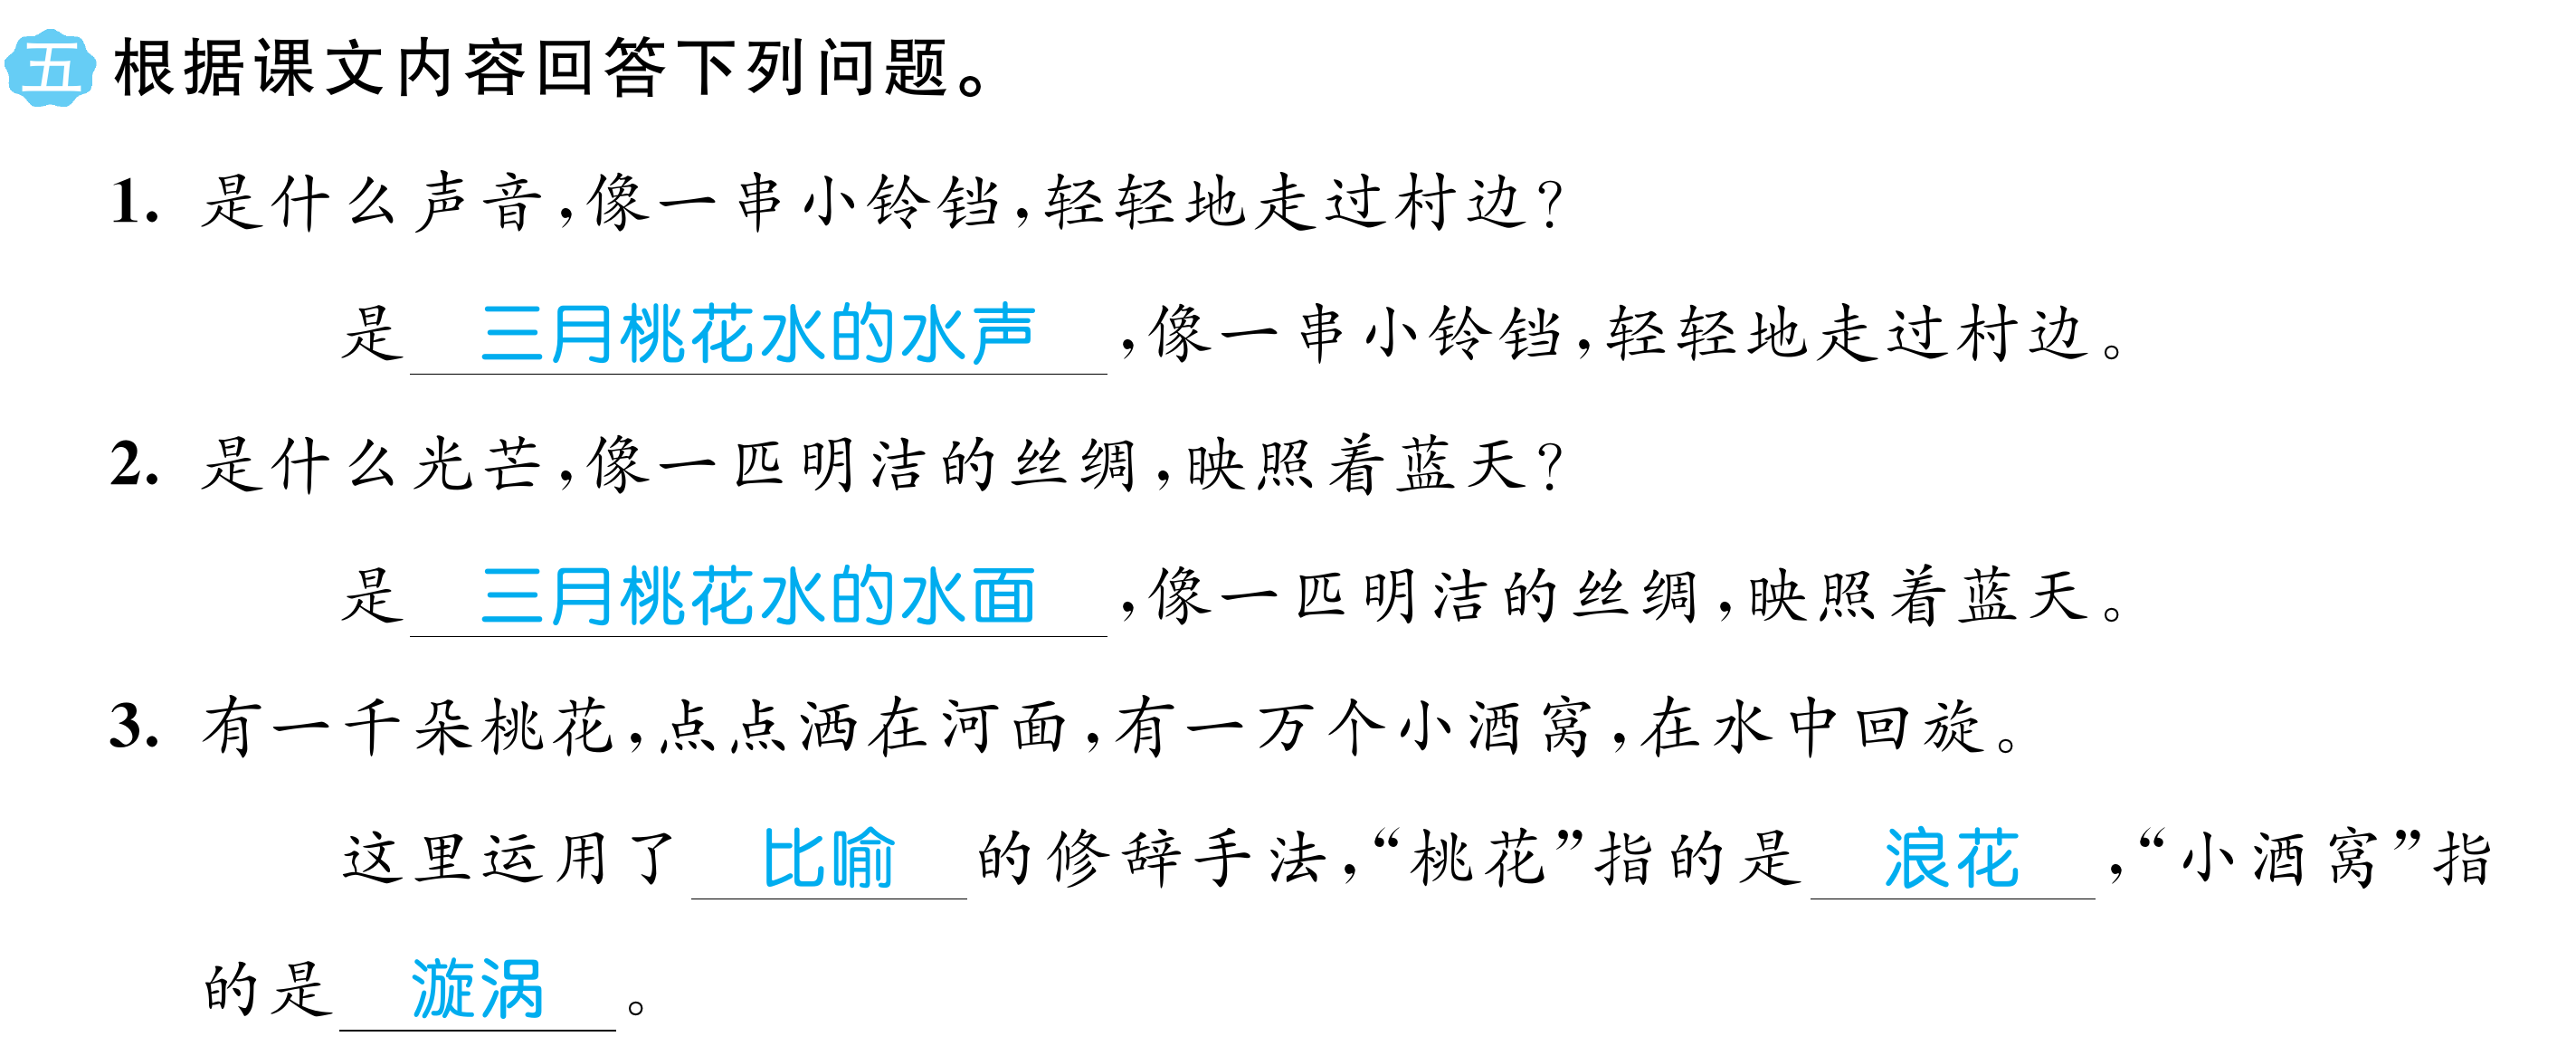 五 根据课文内容回答下列问题。
1. 是什么声音,像一串小铃铛,轻轻地走过村边?
是 三月桃花水的水声 ,像一串小铃铛,轻轻地走过村边。
2. 是什么光芒,像一匹明洁的丝绸,映照着蓝天?
是 三月桃花水的水面 ,像一匹明洁的丝绸,映照着蓝天。
3. 有一千朵桃花,点点洒在河面,有一万个小酒窝,在水中回旋。
这里运用了 比喻 的修辞手法,“桃花”指的是 浪花 ,“小酒窝”指
的是 漩涡 。